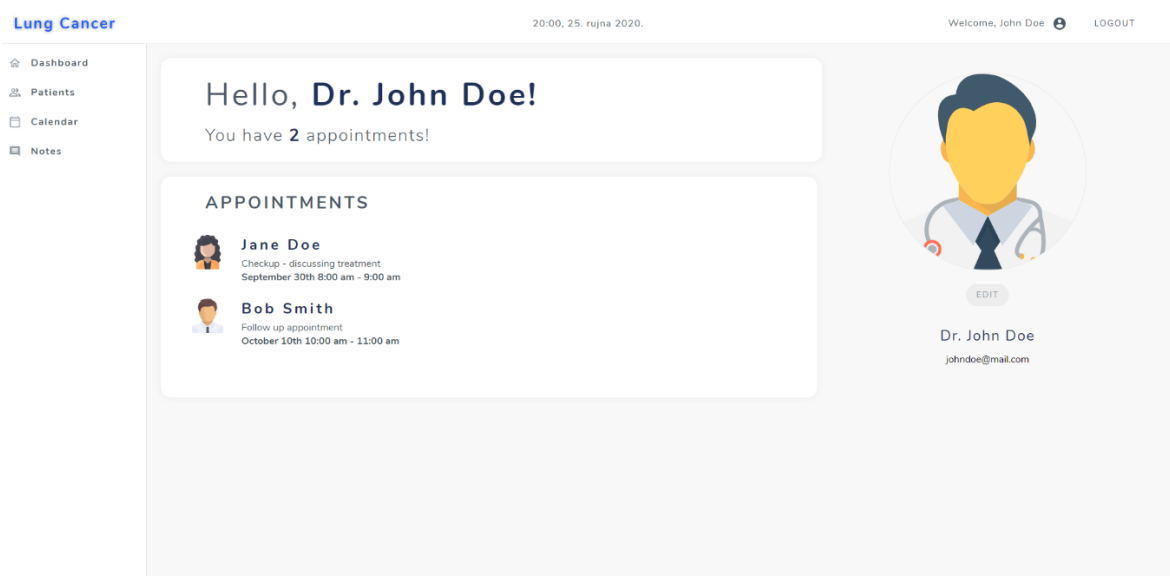 Lung Cancer
20:00, 25. rujna 2020.
Welcome, John Doe
LOGOUT
Dashboard
Patients
Calendar
Notes
Hello, Dr. John Doe!
You have 2 appointments!
APPOINTMENTS
Jane Doe
Checkup - discussing treatment
September 30th 8:00 am - 9:00 am
Bob Smith
Follow up appointment
October 10th 10:00 am - 11:00 am
EDIT
Dr. John Doe
johndoe@mail.com